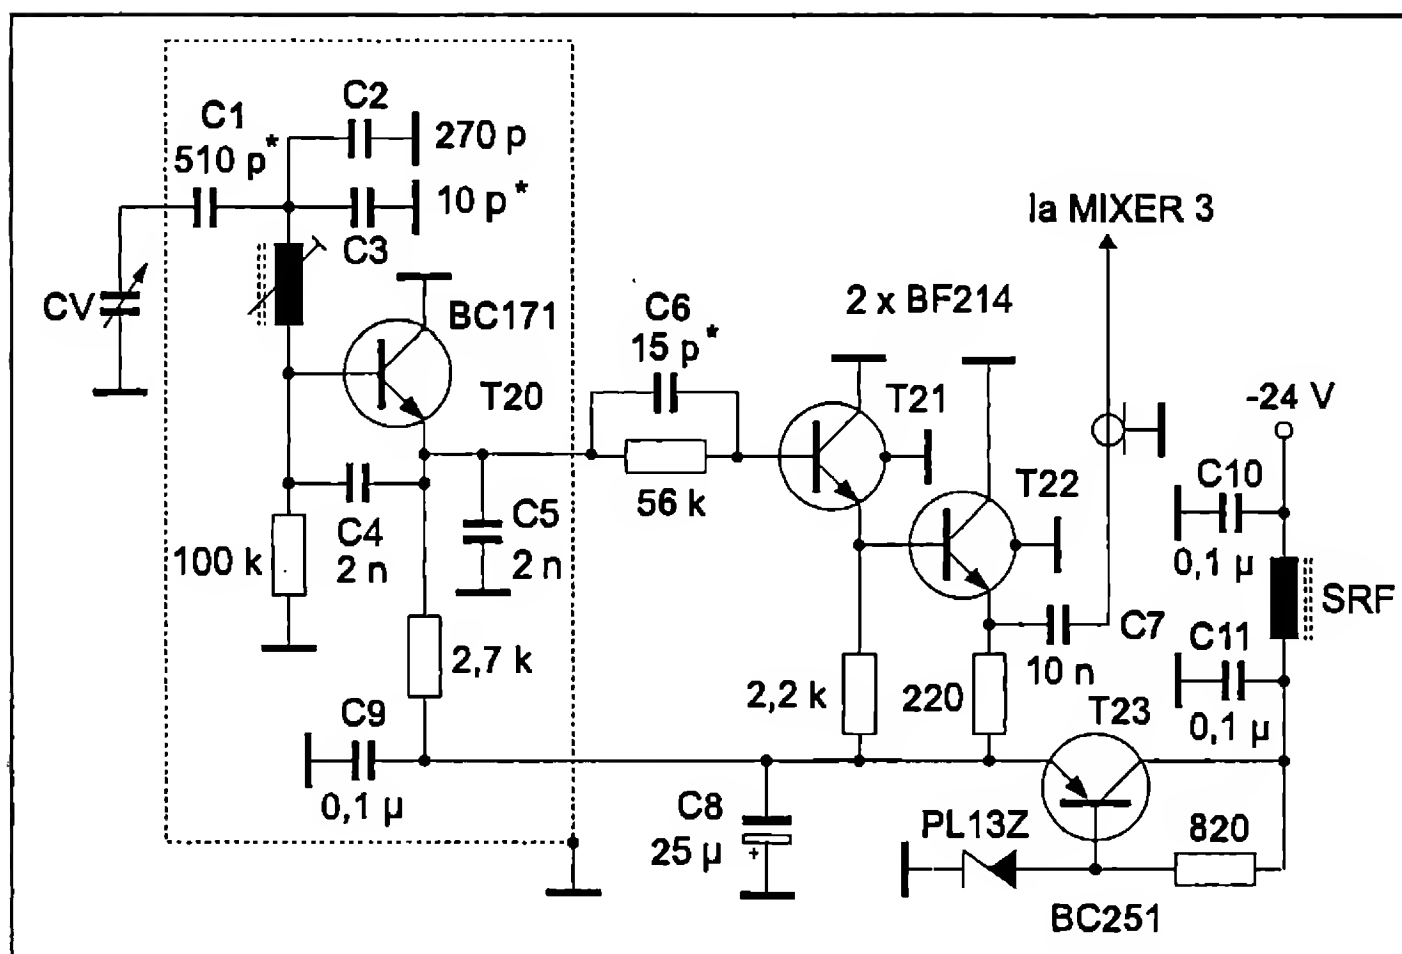 C2
270 p
C1
510 p*
10 p*
C3
CV
BC171
T20
C6
15 p*
56 k
2 x BF214
T21
T22
la MIXER 3
-24 V
C10
0,1 µ
SRF
C11
0,1 µ
C4
2 n
C5
2 n
100 k
2,7 k
C9
0,1 µ
C8
25 µ
+
2,2 k
220
C7
10 n
T23
PL13Z
820
BC251